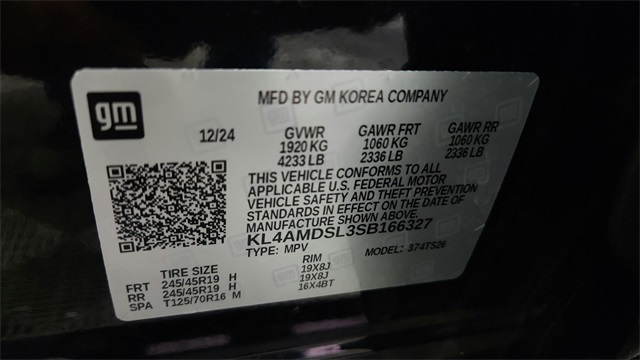 gm
MFD BY GM KOREA COMPANY
12/24 GVWR GAWR FRT GAWR RR
1920 KG 1060 KG 1060 KG
4233 LB 2336 LB 2336 LB
THIS VEHICLE CONFORMS TO ALL
APPLICABLE U.S. FEDERAL MOTOR
VEHICLE SAFETY AND THEFT PREVENTION
STANDARDS IN EFFECT ON THE DATE OF
MANUFACTURE SHOWN ABOVE.
KL4AMDSL3SB166327
TYPE: MPV MODEL: 374TS26
TIRE SIZE RIM
FRT 245/45R19 H 19X8J
RR 245/45R19 H 19X8J
SPA T125/70R16 M 16X4BT